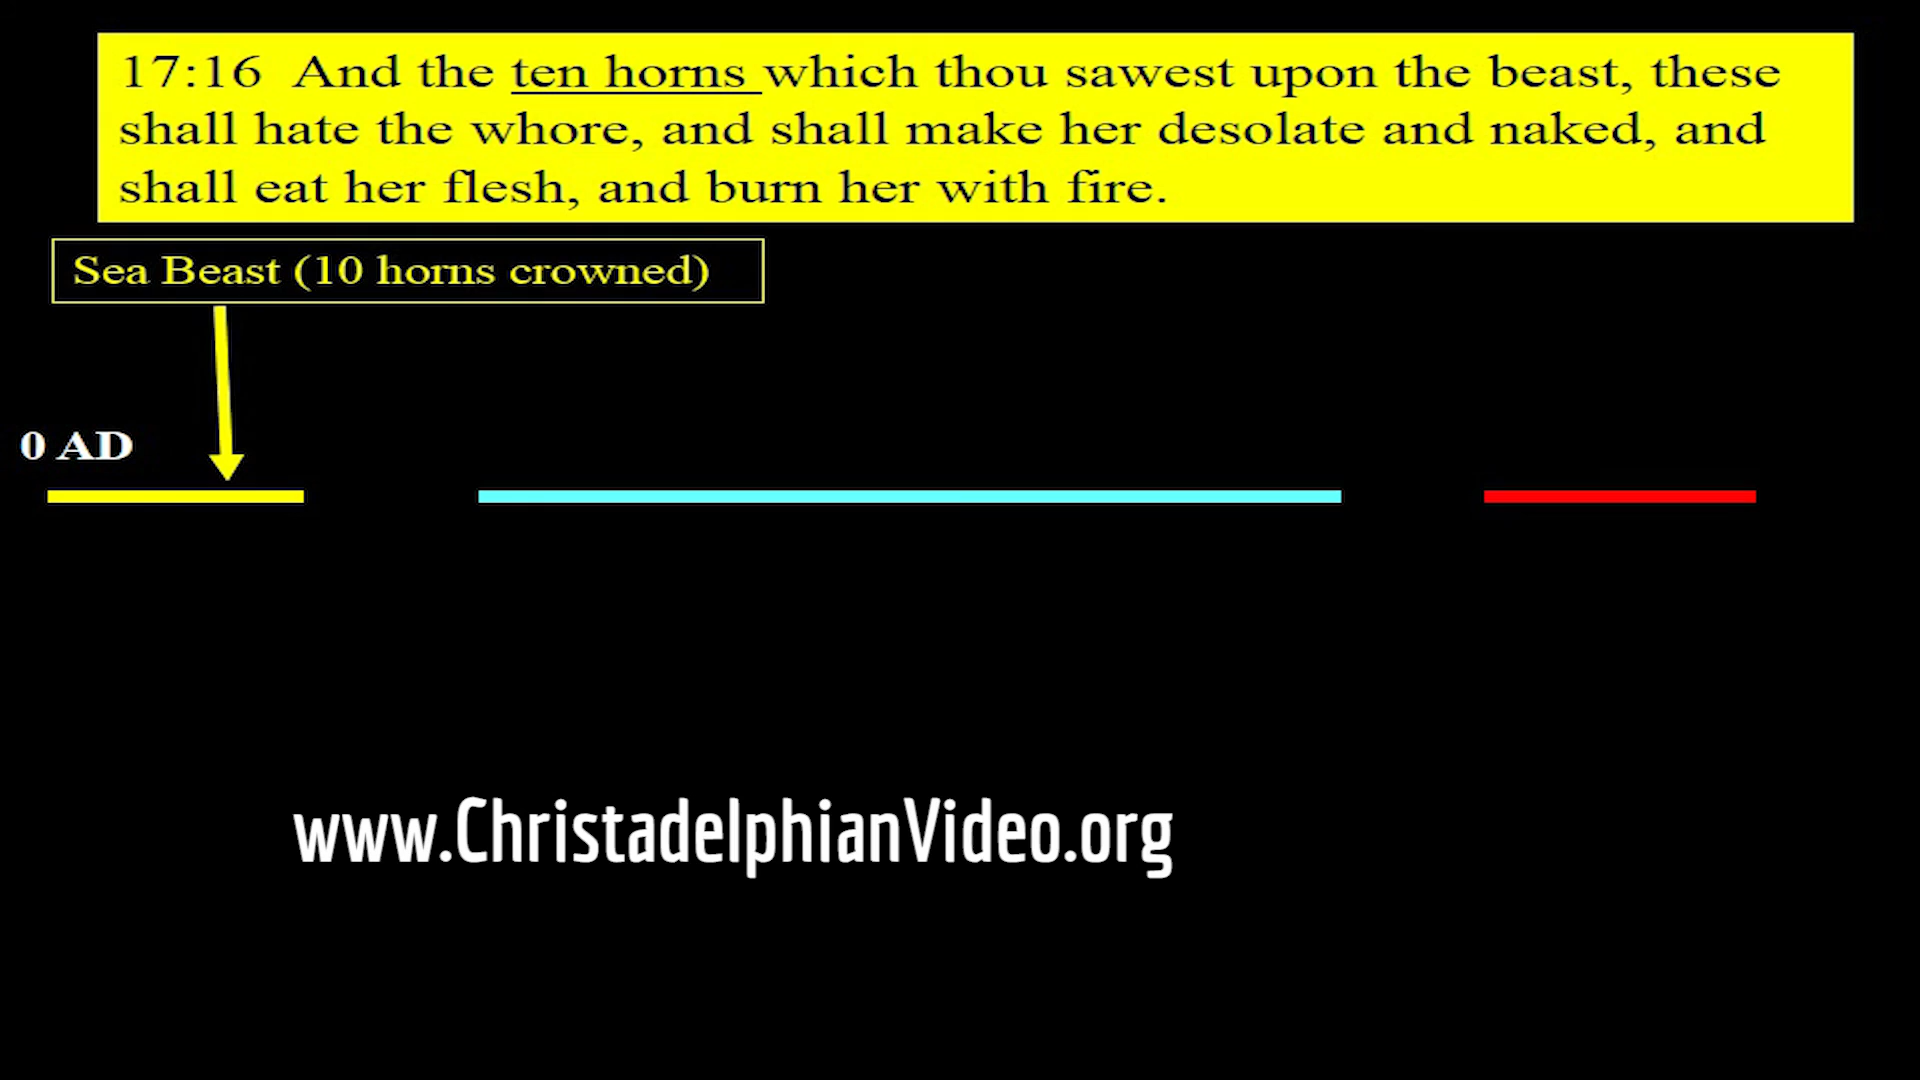 17:16 And the ten horns which thou sawest upon the beast, these
shall hate the whore, and shall make her desolate and naked, and
shall eat her flesh, and burn her with fire.
Sea Beast (10 horns crowned)
0 AD
www.ChristadelphianVideo.org